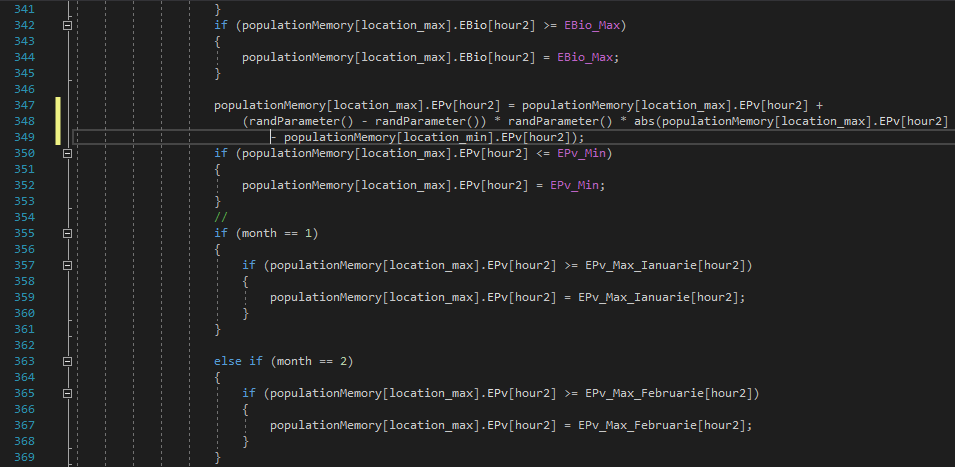 341 }
342 if (populationMemory[location_max].EBio[hour2] >= EBio_Max)
343 {
344 populationMemory[location_max].EBio[hour2] = EBio_Max;
345 }
346
347 populationMemory[location_max].EPv[hour2] = populationMemory[location_max].EPv[hour2] +
348 (randParameter() - randParameter()) * randParameter() * abs(populationMemory[location_max].EPv[hour2]
349 - populationMemory[location_min].EPv[hour2]);
350 if (populationMemory[location_max].EPv[hour2] <= EPv_Min)
351 {
352 populationMemory[location_max].EPv[hour2] = EPv_Min;
353 }
354 //
355 if (month == 1)
356 {
357 if (populationMemory[location_max].EPv[hour2] >= EPv_Max_Ianuarie[hour2])
358 {
359 populationMemory[location_max].EPv[hour2] = EPv_Max_Ianuarie[hour2];
360 }
361 }
362
363 else if (month == 2)
364 {
365 if (populationMemory[location_max].EPv[hour2] >= EPv_Max_Februarie[hour2])
366 {
367 populationMemory[location_max].EPv[hour2] = EPv_Max_Februarie[hour2];
368 }
369 }